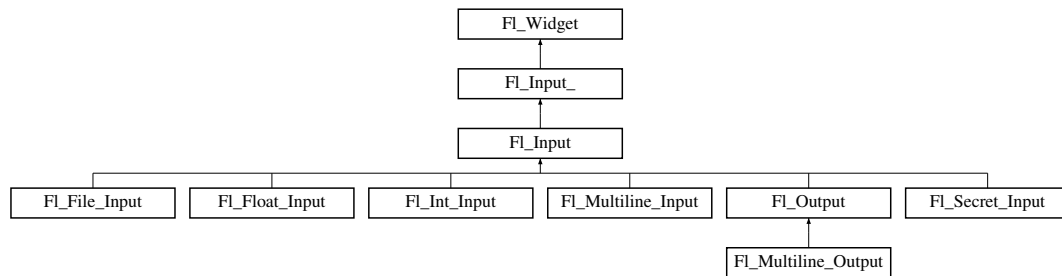 Fl_Widget
Fl_Input_
Fl_Input
Fl_File_Input
Fl_Float_Input
Fl_Int_Input
Fl_Multiline_Input
Fl_Output
Fl_Secret_Input
Fl_Multiline_Output